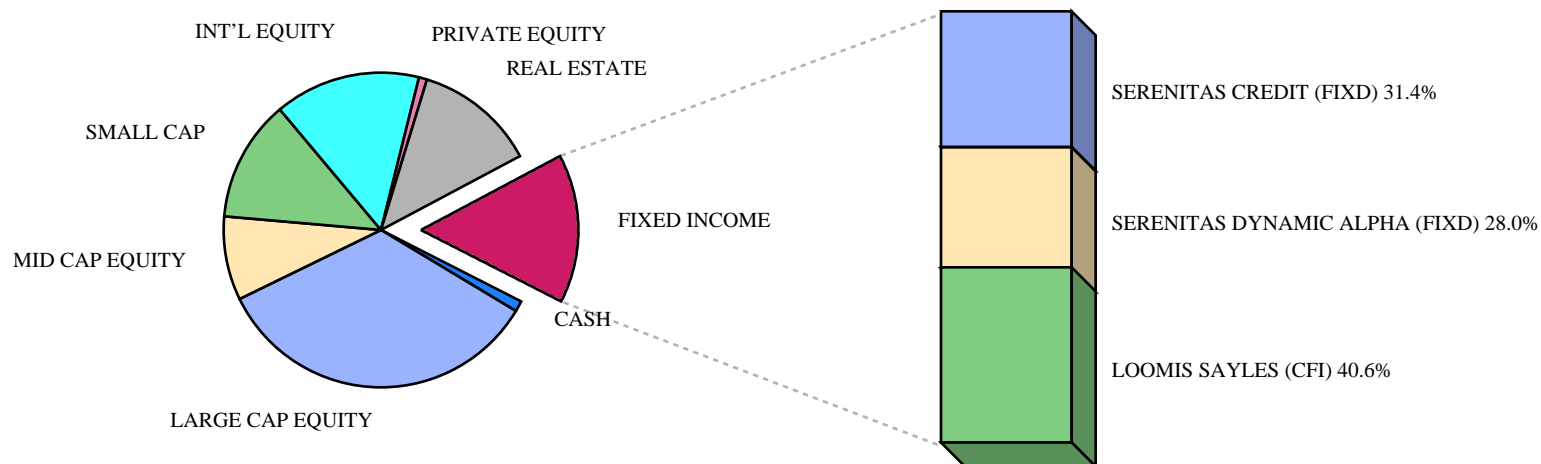 INT’L EQUITY
PRIVATE EQUITY
REAL ESTATE
SMALL CAP
FIXED INCOME
MID CAP EQUITY
CASH
LARGE CAP EQUITY
SERENITAS CREDIT (FIXD) 31.4%
SERENITAS DYNAMIC ALPHA (FIXD) 28.0%
LOOMIS SAYLES (CFI) 40.6%